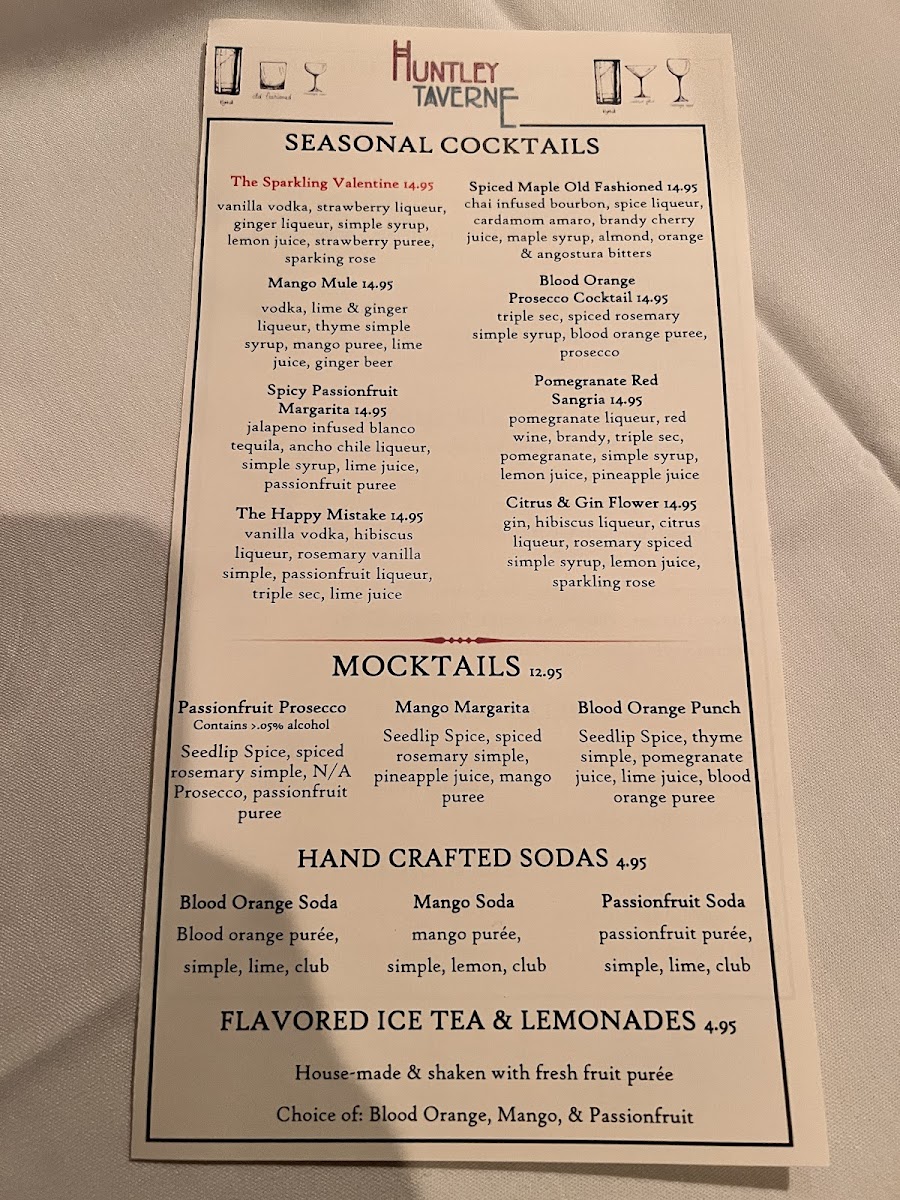 HUNTLEY
TAVERNE
SEASONAL COCKTAILS
The Sparkling Valentine 14.95
vanilla vodka, strawberry liqueur,
ginger liqueur, simple syrup,
lemon juice, strawberry puree,
sparking rose
Mango Mule 14.95
vodka, lime & ginger
liqueur, thyme simple
syrup, mango puree, lime
juice, ginger beer
Spicy Passionfruit
Margarita 14.95
jalapeno infused blanco
tequila, ancho chile liqueur,
simple syrup, lime juice,
passionfruit puree
The Happy Mistake 14.95
vanilla vodka, hibiscus
liqueur, rosemary vanilla
simple, passionfruit liqueur,
triple sec, lime juice
Spiced Maple Old Fashioned 14.95
chai infused bourbon, spice liqueur,
cardamom amaro, brandy cherry
juice, maple syrup, almond, orange
& angostura bitters
Blood Orange
Prosecco Cocktail 14.95
triple sec, spiced rosemary
simple syrup, blood orange puree,
prosecco
Pomegranate Red
Sangria 14.95
pomegranate liqueur, red
wine, brandy, triple sec,
pomegranate, simple syrup,
lemon juice, pineapple juice
Citrus & Gin Flower 14.95
gin, hibiscus liqueur, citrus
liqueur, rosemary spiced
simple syrup, lemon juice,
sparkling rose
MOCKTAILS 12.95
Passionfruit Prosecco
Contains >.05% alcohol
Seedlip Spice, spiced
rosemary simple, N/A
Prosecco, passionfruit
puree
Mango Margarita
Seedlip Spice, spiced
rosemary simple,
pineapple juice, mango
puree
Blood Orange Punch
Seedlip Spice, thyme
simple, pomegranate
juice, lime juice, blood
orange puree
HAND CRAFTED SODAS 4.95
Blood Orange Soda
Blood orange purée,
simple, lime, club
Mango Soda
mango purée,
simple, lemon, club
Passionfruit Soda
passionfruit purée,
simple, lime, club
FLAVORED ICE TEA & LEMONADES 4.95
House-made & shaken with fresh fruit purée
Choice of: Blood Orange, Mango, & Passionfruit